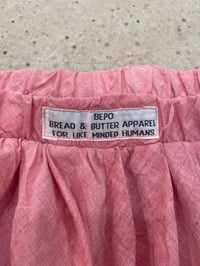 BEPO
BREAD & BUTTER APPAREL
FOR LIKE MINDED HUMANS